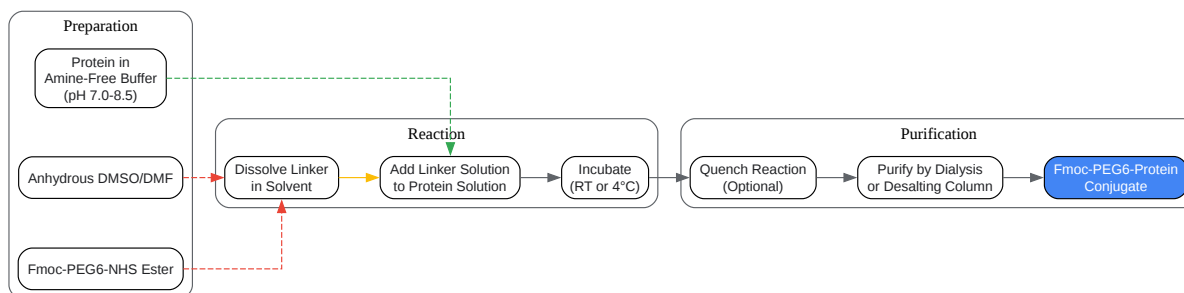 Preparation
Protein in
Amine-Free Buffer
(pH 7.0-8.5)
Anhydrous DMSO/DMF
Fmoc-PEG6-NHS Ester
Reaction
Dissolve Linker
in Solvent
Add Linker Solution
to Protein Solution
Incubate
(RT or 4°C)
Purification
Quench Reaction
(Optional)
Purify by Dialysis
or Desalting Column
Fmoc-PEG6-Protein
Conjugate